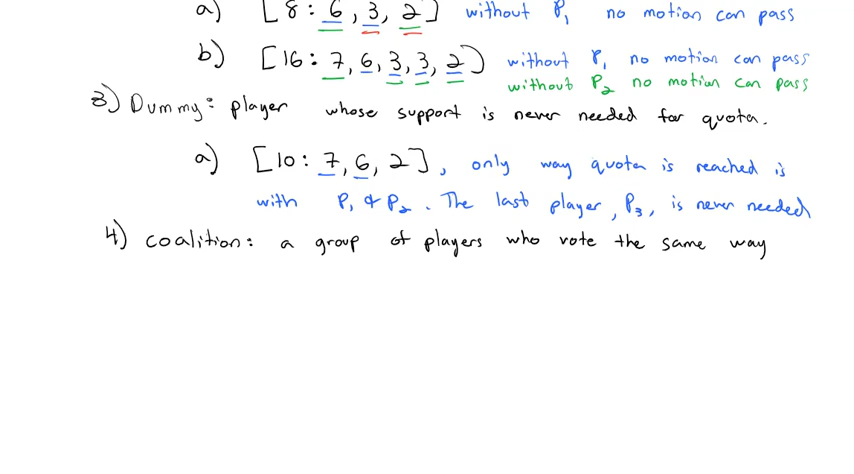 a) [8: 6, 3, 2] without P₁ no motion can pass
b) [16: 7, 6, 3, 3, 2] without P₁ no motion can pass
without P₂ no motion can pass
3) Dummy: player whose support is never needed for quota.
a) [10: 7, 6, 2], only way quota is reached is
with P₁ & P₂. The last player, P₃, is never needed
4) Coalition: a group of players who vote the same way